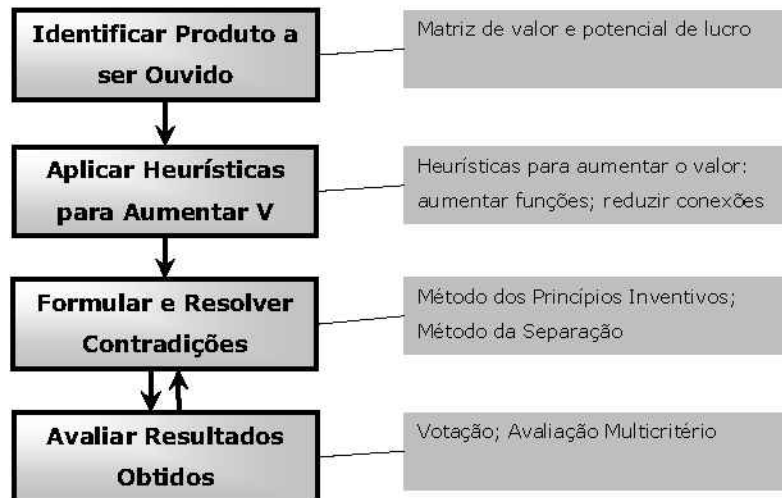 Identificar Produto a
ser Ouvido
Matriz de valor e potencial de lucro
Aplicar Heurísticas
para Aumentar V
Heurísticas para aumentar o valor:
aumentar funções; reduzir conexões
Formular e Resolver
Contradições
Método dos Princípios Inventivos;
Método da Separação
Avaliar Resultados
Obtidos
Votação; Avaliação Multicritério